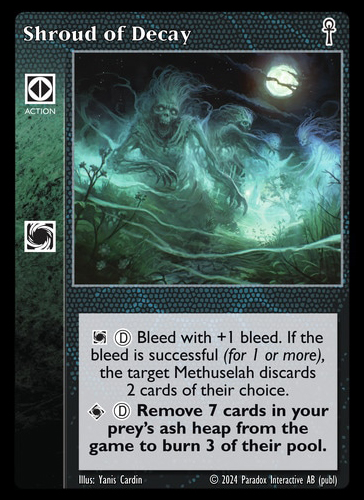 Shroud of Decay
ACTION
Ⓓ Bleed with +1 bleed. If the
bleed is successful (for 1 or more),
the target Methuselah discards
2 cards of their choice.
Ⓓ Remove 7 cards in your
prey's ash heap from the
game to burn 3 of their pool.
Illus: Yanis Cardin
© 2024 Paradox Interactive AB (publ)